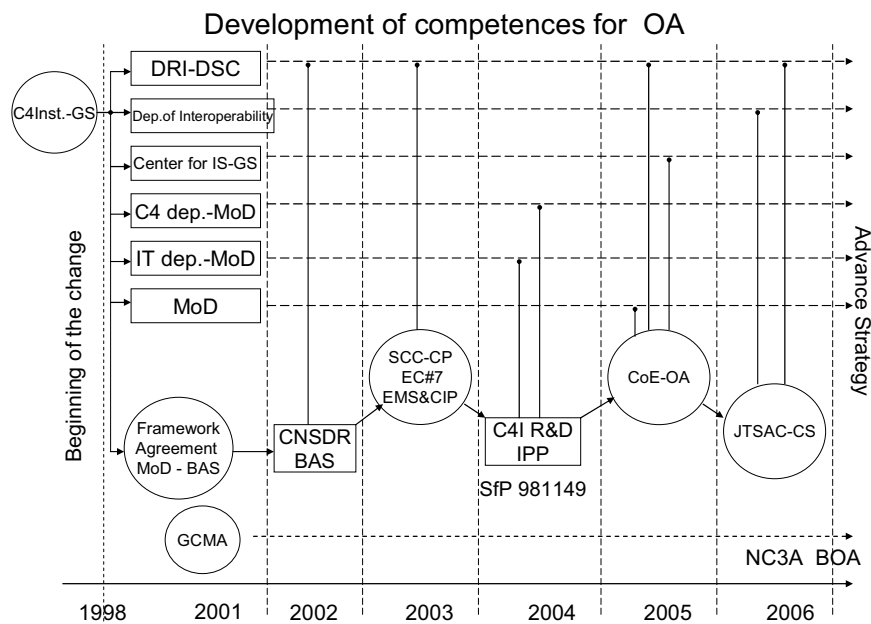 Development of competences for OA
DRI-DSC
C4Inst.-GS
Dep.of Interoperability
Center for IS-GS
C4 dep.-MoD
IT dep.-MoD
MoD
Beginning of the change
Advance Strategy
SCC-CP
EC#7
EMS&CIP
CoE-OA
Framework
Agreement
MoD - BAS
CNSDR
BAS
C4I R&D
IPP
JTSAC-CS
SfP 981149
GCMA
NC3A BOA
1998 2001 2002 2003 2004 2005 2006